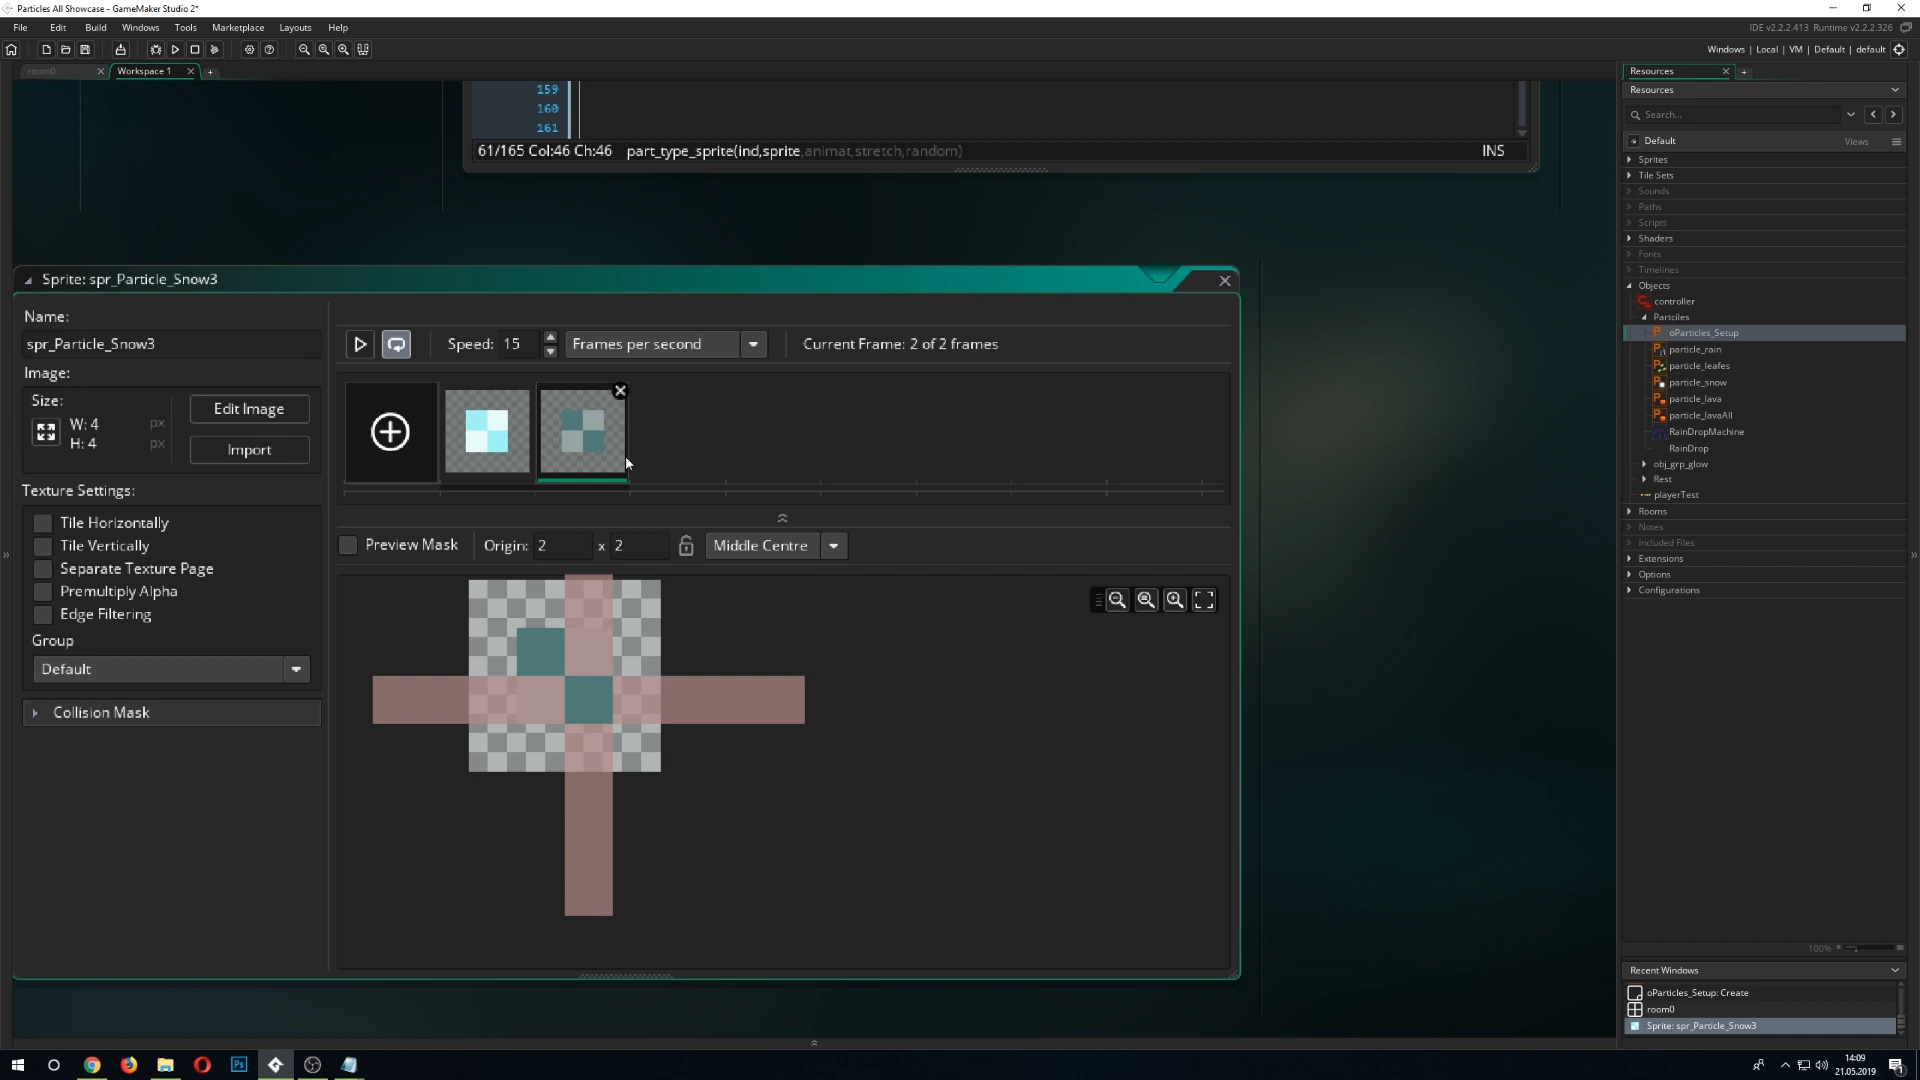 Particles All Showcase - GameMaker Studio 2*
File Edit Build Windows Tools Marketplace Layouts Help
IDE v2.2.2.413 Runtime v2.2.2.326
Windows | Local | VM | Default | default
room0
Workspace 1
159
160
161
61/165 Col:46 Ch:46 part_type_sprite(ind,sprite,animat,stretch,random) INS
Sprite: spr_Particle_Snow3
Name:
spr_Particle_Snow3
Image:
Size:
W: 4 px
H: 4 px
Edit Image
Import
Texture Settings:
Tile Horizontally
Tile Vertically
Separate Texture Page
Premultiply Alpha
Edge Filtering
Group
Default
Collision Mask
Speed: 15 Frames per second Current Frame: 2 of 2 frames
Preview Mask Origin: 2 x 2 Middle Centre
Resources
Resources
Search...
Default Views
Sprites
Tile Sets
Sounds
Paths
Scripts
Shaders
Fonts
Timelines
Objects
controller
Partciles
oParticles_Setup
particle_rain
particle_leafes
particle_snow
particle_lava
particle_lavaAll
RainDropMachine
RainDrop
obj_grp_glow
Rest
playerTest
Rooms
Notes
Included Files
Extensions
Options
Configurations
100%
Recent Windows
oParticles_Setup: Create
room0
Sprite: spr_Particle_Snow3
Ps
14:09
21.05.2019
1